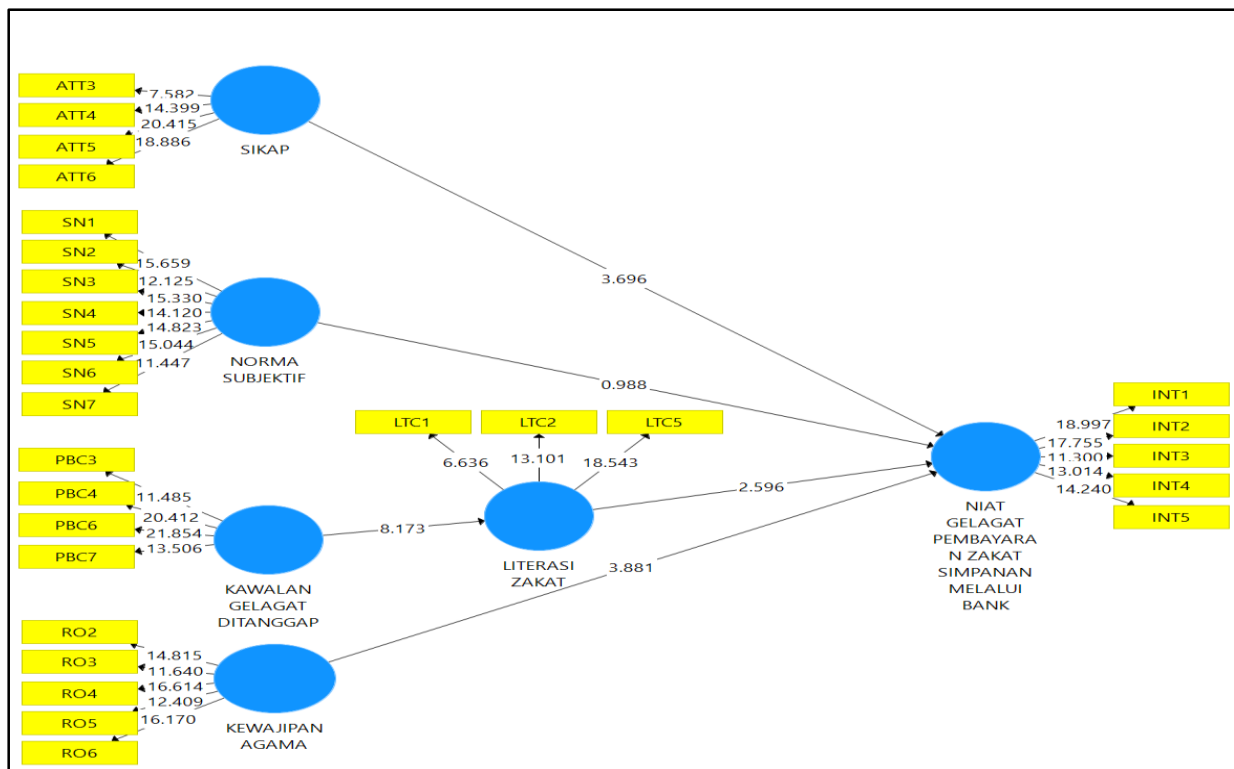 ATT3
ATT4
ATT5
ATT6
7.582
14.399
20.415
18.886
SIKAP
3.696
SN1
SN2
SN3
SN4
SN5
SN6
SN7
15.659
12.125
15.330
14.120
14.823
15.044
11.447
NORMA
SUBJEKTIF
0.988
LTC1
LTC2
LTC5
6.636
13.101
18.543
LITERASI
ZAKAT
2.596
PBC3
PBC4
PBC6
PBC7
11.485
20.412
21.854
13.506
KAWALAN
GELAGAT
DITANGGAP
8.173
RO2
RO3
RO4
RO5
RO6
14.815
11.640
16.614
12.409
16.170
KEWAJIPAN
AGAMA
3.881
NIAT
GELAGAT
PEMBAYARA
N ZAKAT
SIMPANAN
MELALUI
BANK
18.997
17.755
11.300
13.014
14.240
INT1
INT2
INT3
INT4
INT5